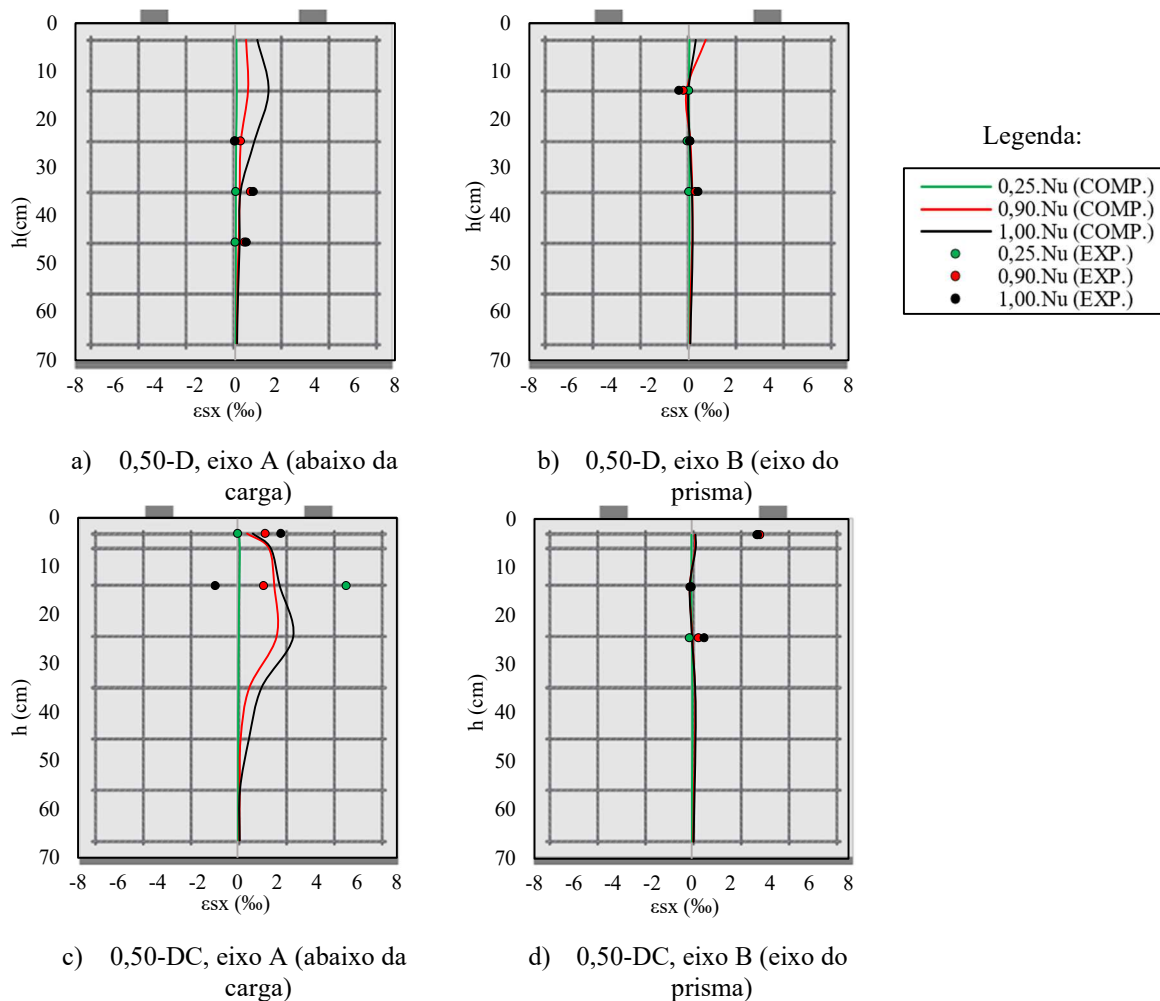 0
10
20
30
40
50
60
70
h(cm)
-8 -6 -4 -2 0 2 4 6 8
εsx (‰)
a) 0,50-D, eixo A (abaixo da
carga)
0
10
20
30
40
50
60
70
h(cm)
-8 -6 -4 -2 0 2 4 6 8
εsx (‰)
b) 0,50-D, eixo B (eixo do
prisma)
Legenda:
0,25.Nu (COMP.)
0,90.Nu (COMP.)
1,00.Nu (COMP.)
0,25.Nu (EXP.)
0,90.Nu (EXP.)
1,00.Nu (EXP.)
0
10
20
30
40
50
60
70
h (cm)
-8 -6 -4 -2 0 2 4 6 8
εsx (‰)
c) 0,50-DC, eixo A (abaixo da
carga)
0
10
20
30
40
50
60
70
h (cm)
-8 -6 -4 -2 0 2 4 6 8
εsx (‰)
d) 0,50-DC, eixo B (eixo do
prisma)